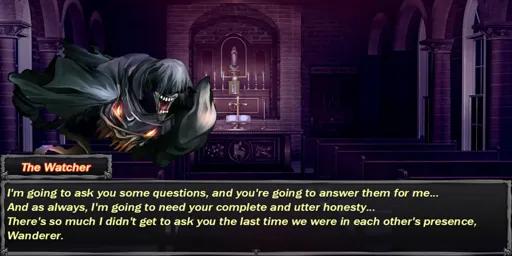 The Watcher
I'm going to ask you some questions, and you're going to answer them for me...
And as always, I'm going to need your complete and utter honesty...
There's so much I didn't get to ask you the last time we were in each other's presence,
Wanderer.